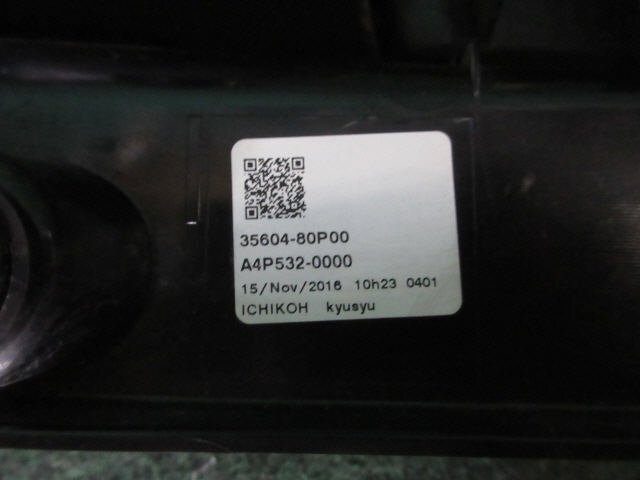 35604-80P00
A4P532-0000
15/Nov/2016 10h23 0401
ICHIKOH kyusyu